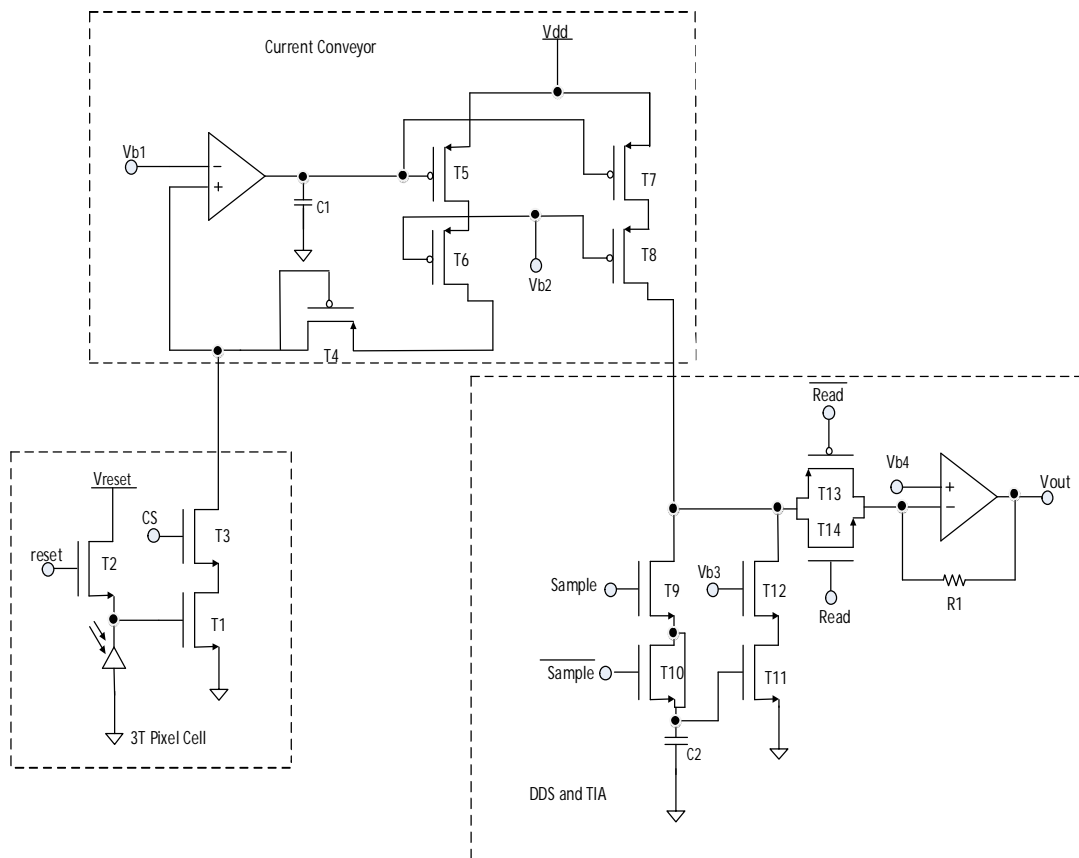 Current Conveyor
Vdd
Vb1
−
+
C1
T5
T7
T6
T8
Vb2
T4
Read
Vb4
+
−
Vout
T13
T14
R1
Read
Vreset
CS
T3
reset
T2
T1
3T Pixel Cell
Sample
T9
Vb3
T12
Sample
T10
T11
C2
DDS and TIA